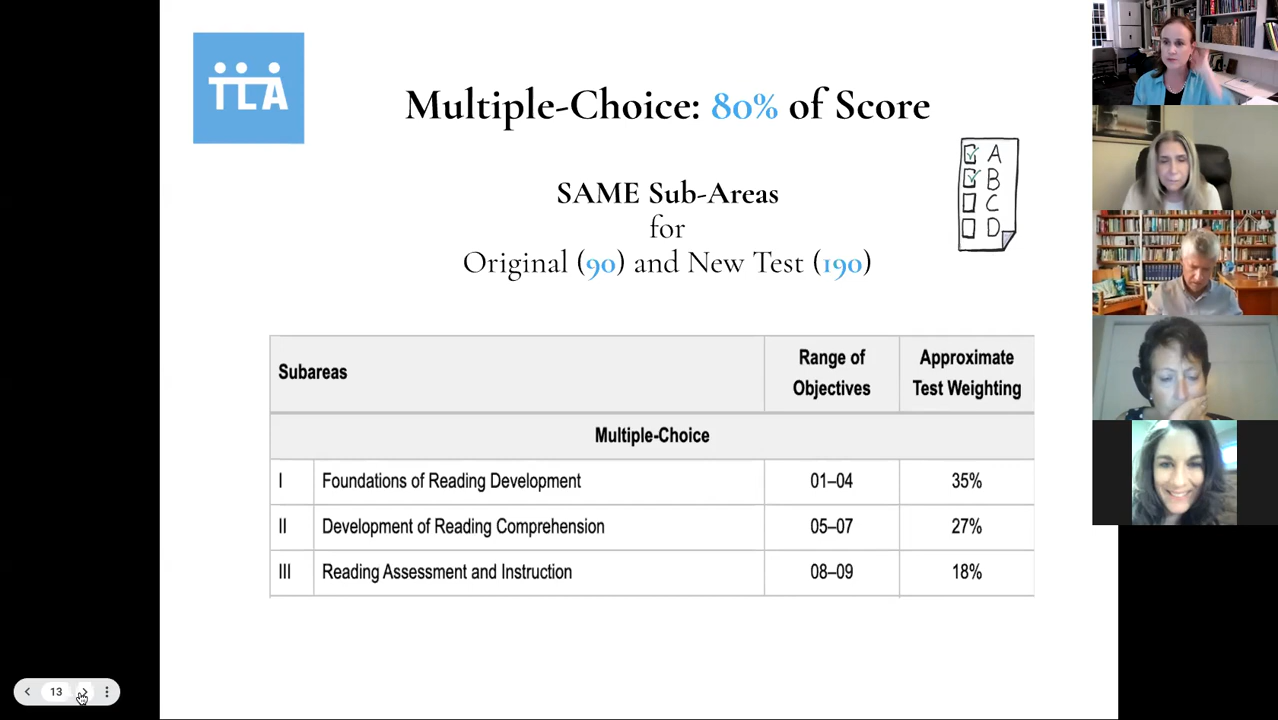 TLA
Multiple-Choice: 80% of Score
A
B
C
D
SAME Sub-Areas
for
Original (90) and New Test (190)
Subareas
Range of
Objectives
Approximate
Test Weighting
Multiple-Choice
I Foundations of Reading Development 01–04 35%
II Development of Reading Comprehension 05–07 27%
III Reading Assessment and Instruction 08–09 18%
13